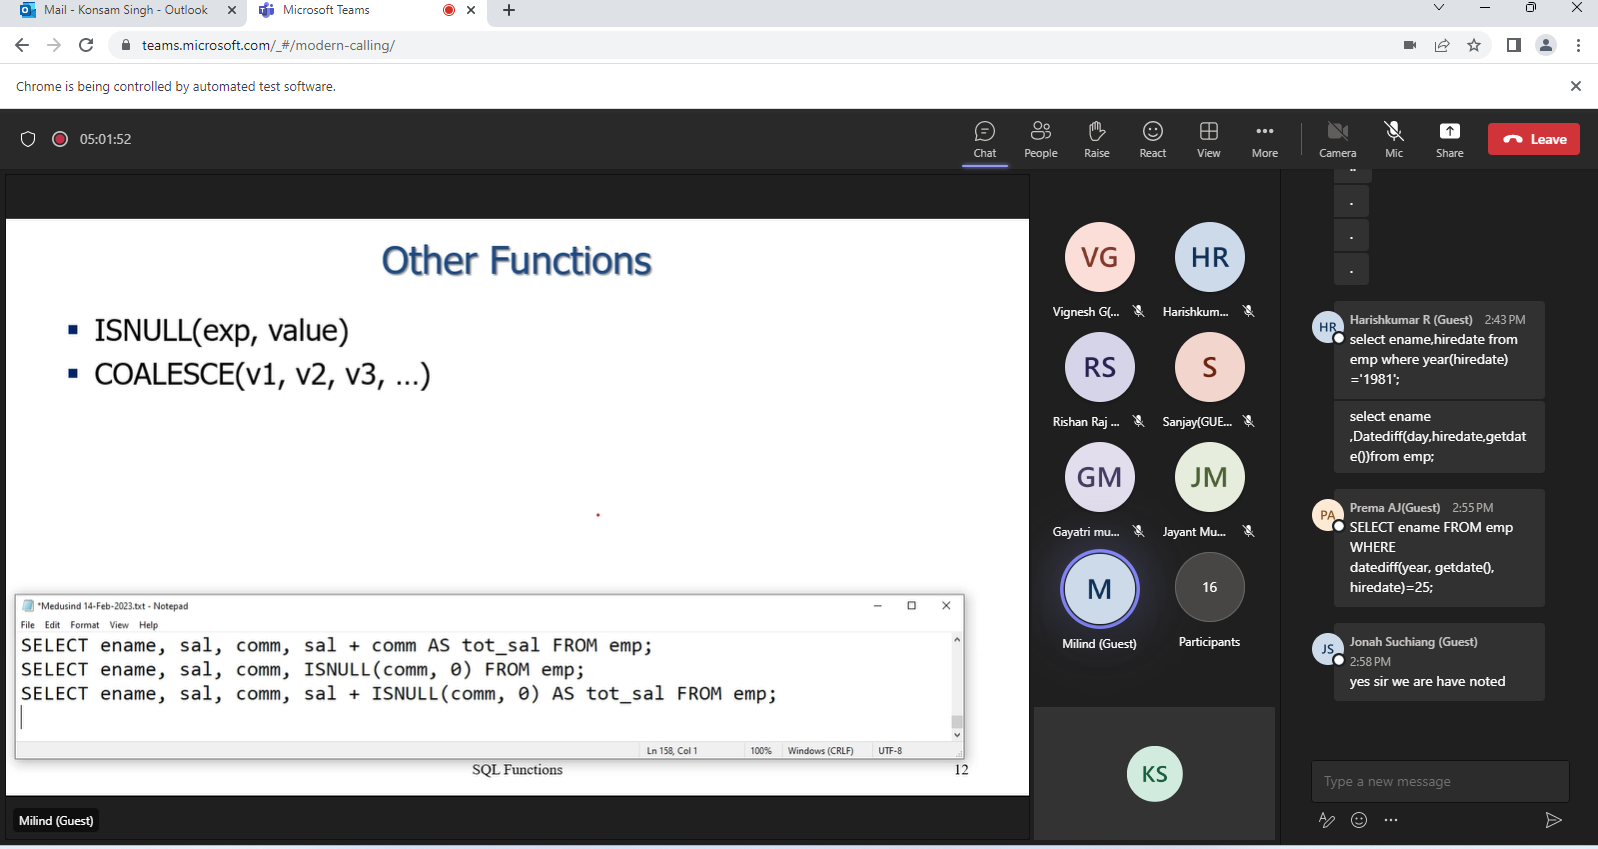 Mail - Konsam Singh - Outlook
Microsoft Teams
teams.microsoft.com/_#/modern-calling/
Chrome is being controlled by automated test software.
05:01:52
Chat
People
Raise
React
View
More
Camera
Mic
Share
Leave
Other Functions
ISNULL(exp, value)
COALESCE(v1, v2, v3, ...)
*Medusind 14-Feb-2023.txt - Notepad
File Edit Format View Help
SELECT ename, sal, comm, sal + comm AS tot_sal FROM emp;
SELECT ename, sal, comm, ISNULL(comm, 0) FROM emp;
SELECT ename, sal, comm, sal + ISNULL(comm, 0) AS tot_sal FROM emp;
Ln 158, Col 1
100%
Windows (CRLF)
UTF-8
SQL Functions
12
Milind (Guest)
VG
Vignesh G(...
HR
Harishkum...
RS
Rishan Raj ...
S
Sanjay(GUE...
GM
Gayatri mu...
JM
Jayant Mu...
M
Milind (Guest)
16
Participants
KS
.
.
.
HR
Harishkumar R (Guest) 2:43 PM
select ename,hiredate from
emp where year(hiredate)
='1981';
select ename
,Datediff(day,hiredate,getdat
e())from emp;
PA
Prema AJ(Guest) 2:55 PM
SELECT ename FROM emp
WHERE
datediff(year, getdate(),
hiredate)=25;
JS
Jonah Suchiang (Guest)
2:58 PM
yes sir we are have noted
Type a new message